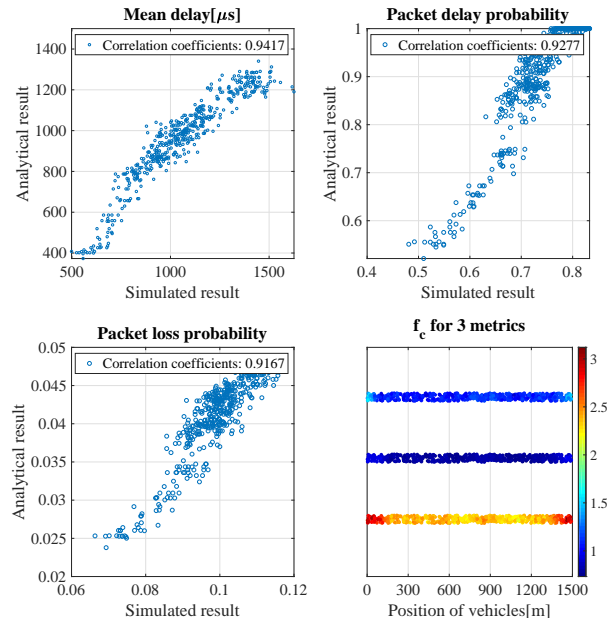 Mean delay[μs]
1400
1200
1000
800
600
400
500
1000
1500
Analytical result
Simulated result
Correlation coefficients: 0.9417
Packet delay probability
1
0.9
0.8
0.7
0.6
0.4
0.5
0.6
0.7
0.8
Analytical result
Simulated result
Correlation coefficients: 0.9277
Packet loss probability
0.05
0.045
0.04
0.035
0.03
0.025
0.02
0.06
0.08
0.1
0.12
Analytical result
Simulated result
Correlation coefficients: 0.9167
f_c for 3 metrics
0
300
600
900
1200
1500
Position of vehicles[m]
3
2.5
2
1.5
1